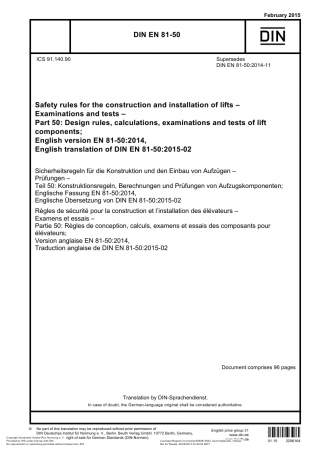 February 2015
DIN EN 81-50
DIN
ICS 91.140.90
Supersedes
DIN EN 81-50:2014-11
Safety rules for the construction and installation of lifts –
Examinations and tests –
Part 50: Design rules, calculations, examinations and tests of lift
components;
English version EN 81-50:2014,
English translation of DIN EN 81-50:2015-02
Sicherheitsregeln für die Konstruktion und den Einbau von Aufzügen –
Prüfungen –
Teil 50: Konstruktionsregeln, Berechnungen und Prüfungen von Aufzugskomponenten;
Englische Fassung EN 81-50:2014,
Englische Übersetzung von DIN EN 81-50:2015-02
Règles de sécurité pour la construction et l'installation des élévateurs –
Examens et essais –
Partie 50: Règles de conception, calculs, examens et essais des composants pour
élévateurs;
Version anglaise EN 81-50:2014,
Traduction anglaise de DIN EN 81-50:2015-02
Document comprises 96 pages
Translation by DIN-Sprachendienst.
In case of doubt, the German-language original shall be considered authoritative.
© No part of this translation may be reproduced without prior permission of
DIN Deutsches Institut für Normung e. V., Berlin. Beuth Verlag GmbH, 10772 Berlin, Germany,
right of sale for German Standards (DIN-Normen).
English price group 31
www.din.de